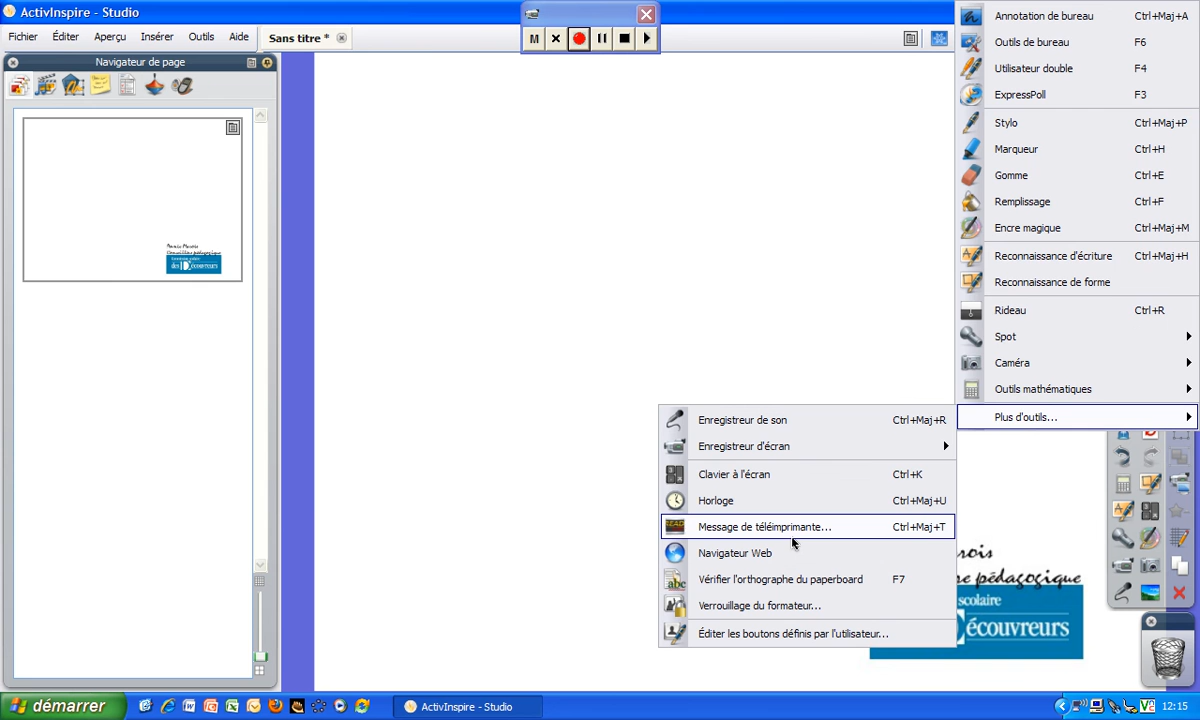 ActivInspire - Studio
Fichier Éditer Aperçu Insérer Outils Aide Sans titre *
M
Navigateur de page
Conseillère pédagogique
des Découvreurs
Annotation de bureau Ctrl+Maj+A
Outils de bureau F6
Utilisateur double F4
ExpressPoll F3
Stylo Ctrl+Maj+P
Marqueur Ctrl+H
Gomme Ctrl+E
Remplissage Ctrl+F
Encre magique Ctrl+Maj+M
Reconnaissance d'écriture Ctrl+Maj+H
Reconnaissance de forme
Rideau Ctrl+R
Spot
Caméra
Outils mathématiques
Plus d'outils...
Enregistreur de son Ctrl+Maj+R
Enregistreur d'écran
Clavier à l'écran Ctrl+K
Horloge Ctrl+Maj+U
Message de téléimprimante... Ctrl+Maj+T
Navigateur Web
Vérifier l'orthographe du paperboard F7
Verrouillage du formateur...
Éditer les boutons définis par l'utilisateur...
rois
e pédagogique
scolaire
écouvreurs
démarrer ActivInspire - Studio 12:15